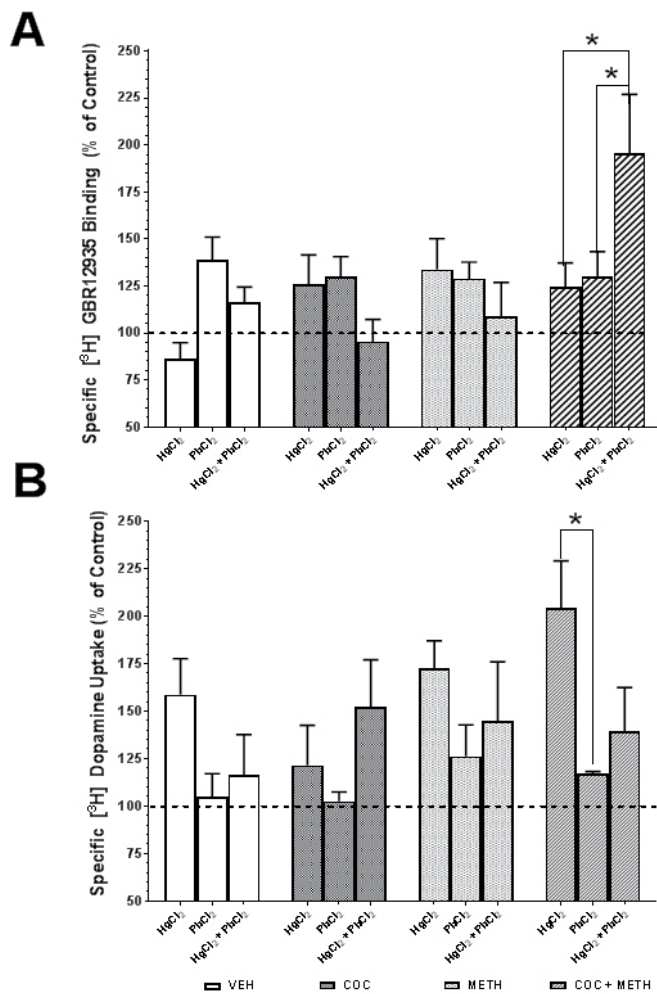 A
Specific [³H] GBR12935 Binding (% of Control)
250
225
200
175
150
125
100
75
50
*
*
HgCl₂
PbCl₂
HgCl₂+PbCl₂
HgCl₂
PbCl₂
HgCl₂+PbCl₂
HgCl₂
PbCl₂
HgCl₂+PbCl₂
HgCl₂
PbCl₂
HgCl₂+PbCl₂
B
Specific [³H] Dopamine Uptake (% of Control)
250
225
200
175
150
125
100
75
50
*
HgCl₂
PbCl₂
HgCl₂+PbCl₂
HgCl₂
PbCl₂
HgCl₂+PbCl₂
HgCl₂
PbCl₂
HgCl₂+PbCl₂
HgCl₂
PbCl₂
HgCl₂+PbCl₂
VEH COC METH COC + METH